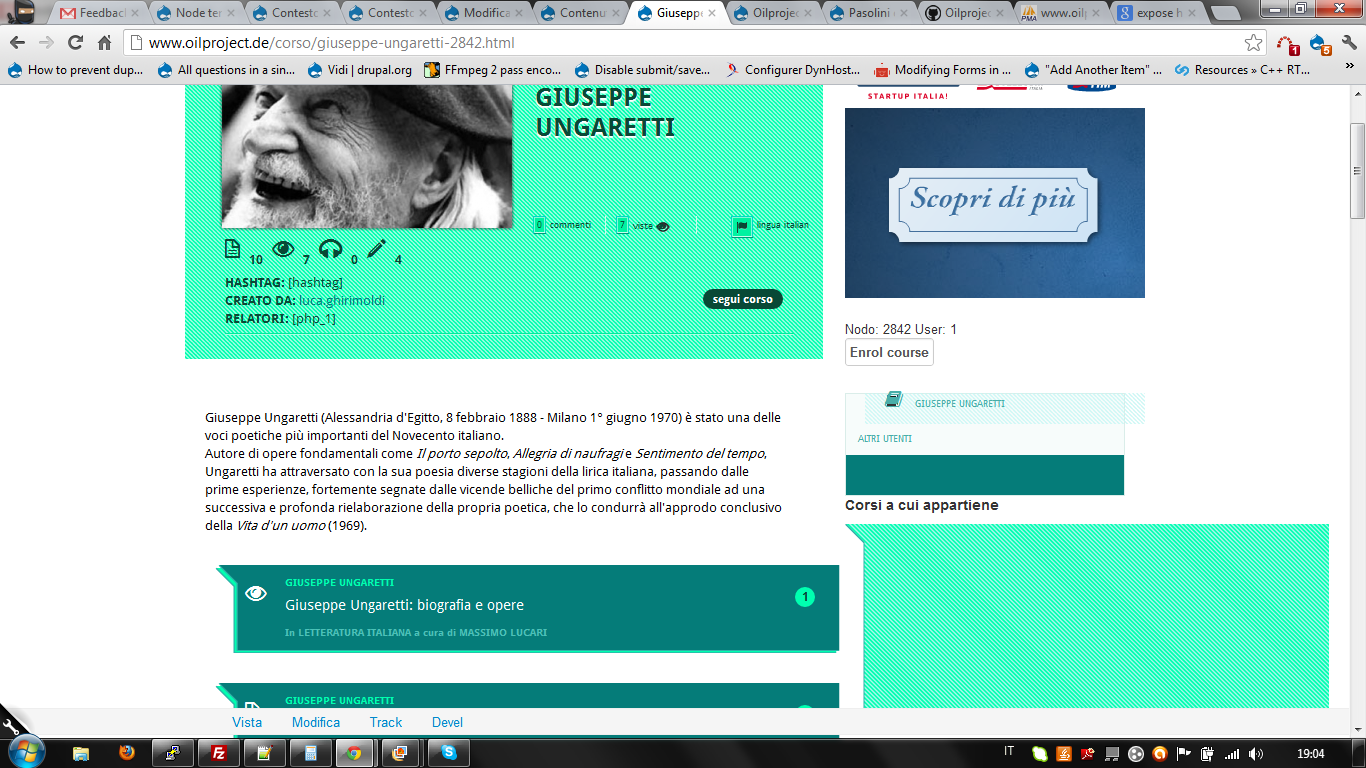 Feedbac
Node ter
Contesto
Contesto
Modifica
Contenu
Giusepp
Oilprojec
Pasolini
Oilprojec
www.oilp
expose h
www.oilproject.de/corso/giuseppe-ungaretti-2842.html
1
5
How to prevent dup...
All questions in a sin...
Vidi | drupal.org
FFmpeg 2 pass enco...
Disable submit/save...
Configurer DynHost...
Modifying Forms in ...
"Add Another Item" ...
Resources » C++ RT...
»
GIUSEPPE
UNGARETTI
0 commenti
7 viste
lingua italian
10 7 0 4
HASHTAG: [hashtag]
CREATO DA: luca.ghirimoldi
RELATORI: [php_1]
segui corso
STARTUP ITALIA!
ITALIA
Scopri di più
Nodo: 2842 User: 1
Enrol course
GIUSEPPE UNGARETTI
ALTRI UTENTI
Corsi a cui appartiene
Giuseppe Ungaretti (Alessandria d'Egitto, 8 febbraio 1888 - Milano 1° giugno 1970) è stato una delle
voci poetiche più importanti del Novecento italiano.
Autore di opere fondamentali come Il porto sepolto, Allegria di naufragi e Sentimento del tempo,
Ungaretti ha attraversato con la sua poesia diverse stagioni della lirica italiana, passando dalle
prime esperienze, fortemente segnate dalle vicende belliche del primo conflitto mondiale ad una
successiva e profonda rielaborazione della propria poetica, che lo condurrà all'approdo conclusivo
della Vita d'un uomo (1969).
GIUSEPPE UNGARETTI
Giuseppe Ungaretti: biografia e opere
1
In LETTERATURA ITALIANA a cura di MASSIMO LUCARI
GIUSEPPE UNGARETTI
Vista
Modifica
Track
Devel
IT
19:04